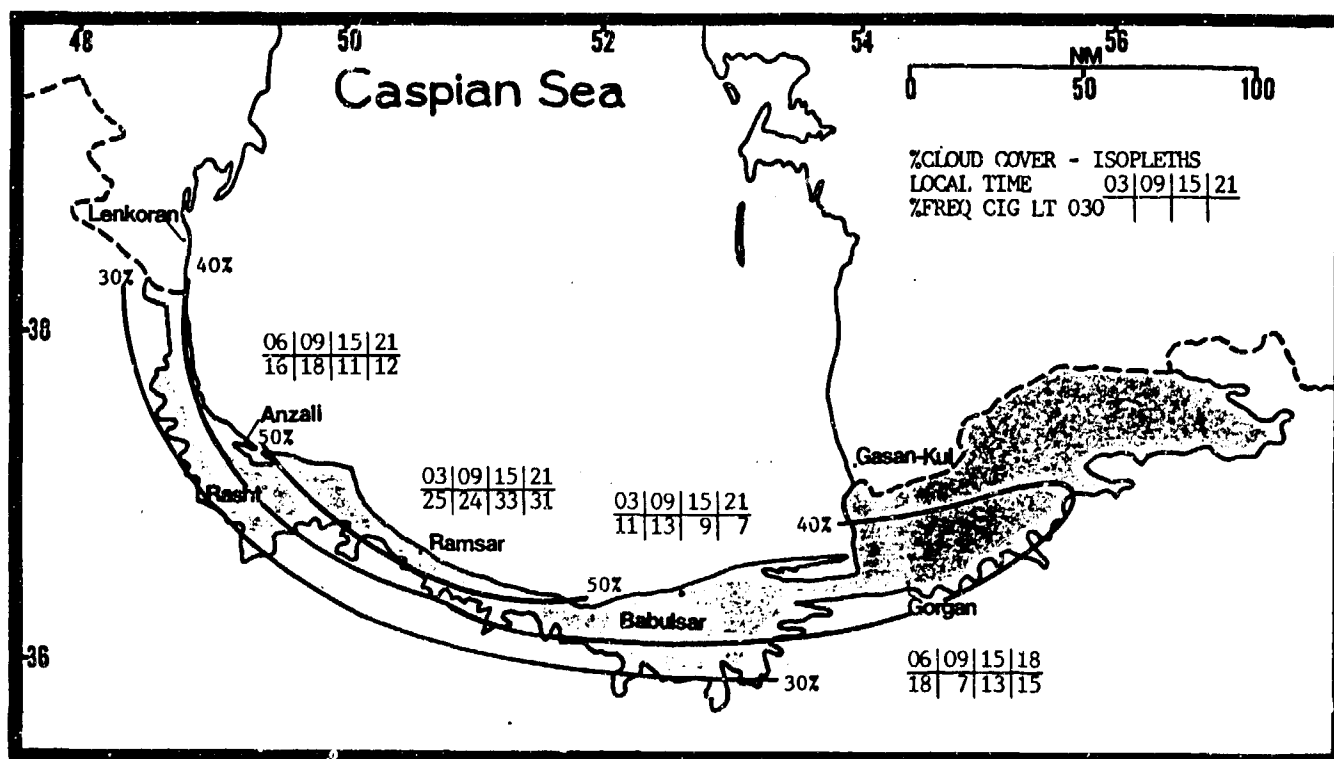 48 50 52 54 56
NM
0 50 100
Caspian Sea
%CLOUD COVER - ISOPLETHS
LOCAL TIME 03|09|15|21
%FREQ CIG LT 030
Lenkoran
30% 40%
38
06|09|15|21
16|18|11|12
Anzali
50%
Gasan-Kul
03|09|15|21
25|24|33|31
Rasht
03|09|15|21
11|13|9|7
40%
Ramsar
50%
Gorgan
Babulsar
36
06|09|15|18
18|7|13|15
30%